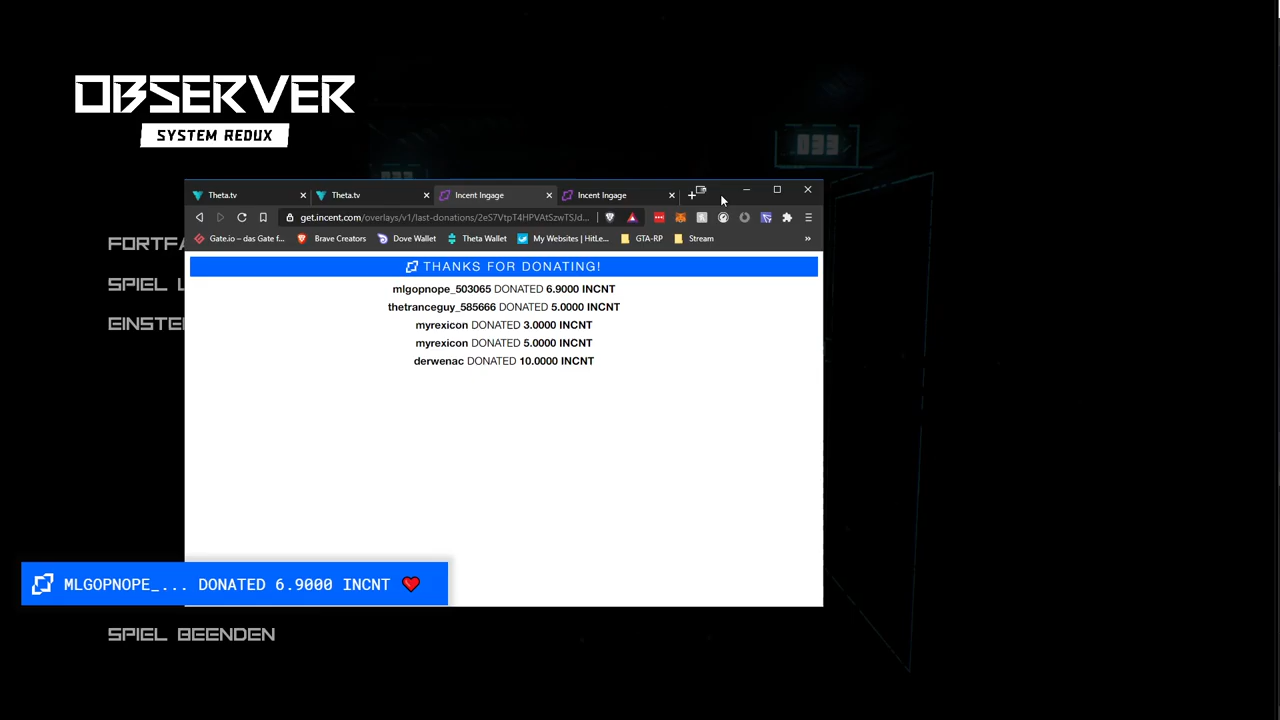 OBSERVER
SYSTEM REDUX
033
Theta.tv
Theta.tv
Incent Ingage
Incent Ingage
get.incent.com/overlays/v1/last-donations/2eS7VtpT4HPVAtSzwTSJd...
Gate.io – das Gate f...
Brave Creators
Dove Wallet
Theta Wallet
My Websites | HitLe...
GTA-RP
Stream
»
THANKS FOR DONATING!
mlgopnope_503065 DONATED 6.9000 INCNT
thetranceguy_585666 DONATED 5.0000 INCNT
myrexicon DONATED 3.0000 INCNT
myrexicon DONATED 5.0000 INCNT
derwenac DONATED 10.0000 INCNT
FORTFA
SPIEL L
EINSTE
MLGOPNOPE_... DONATED 6.9000 INCNT ❤
SPIEL BEENDEN